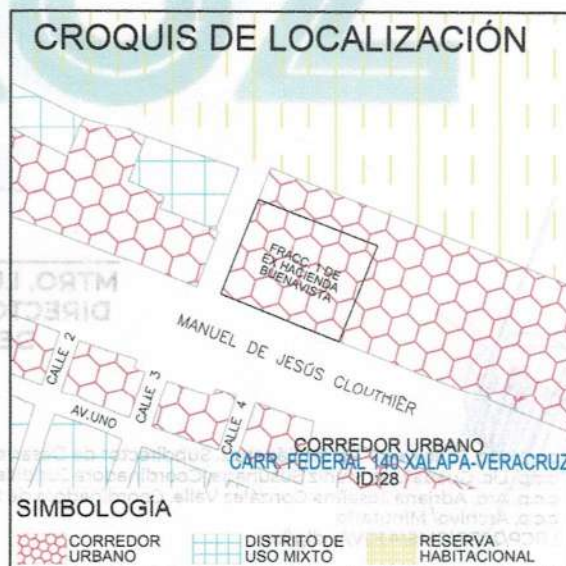 CROQUIS DE LOCALIZACIÓN
FRACC. 1 DE
EX HACIENDA
BUENAVISTA
MANUEL DE JESÚS CLOUTHIER
CALLE 2
CALLE 3
CALLE 4
AV. UNO
CORREDOR URBANO
CARR. FEDERAL 140 XALAPA-VERACRUZ
ID:28
SIMBOLOGÍA
CORREDOR
URBANO
DISTRITO DE
USO MIXTO
RESERVA
HABITACIONAL